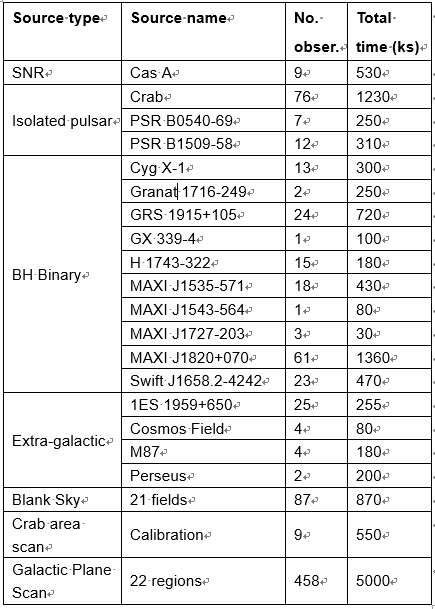 Source type Source name No. obser. Total time (ks)
SNR Cas A 9 530
Isolated pulsar Crab 76 1230
PSR B0540-69 7 250
PSR B1509-58 12 310
BH Binary Cyg X-1 13 300
Granat 1716-249 2 250
GRS 1915+105 24 720
GX 339-4 1 100
H 1743-322 15 180
MAXI J1535-571 18 430
MAXI J1543-564 1 80
MAXI J1727-203 3 30
MAXI J1820+070 61 1360
Swift J1658.2-4242 23 470
Extra-galactic 1ES 1959+650 25 255
Cosmos Field 4 80
M87 4 180
Perseus 2 200
Blank Sky 21 fields 87 870
Crab area scan Calibration 9 550
Galactic Plane Scan 22 regions 458 5000